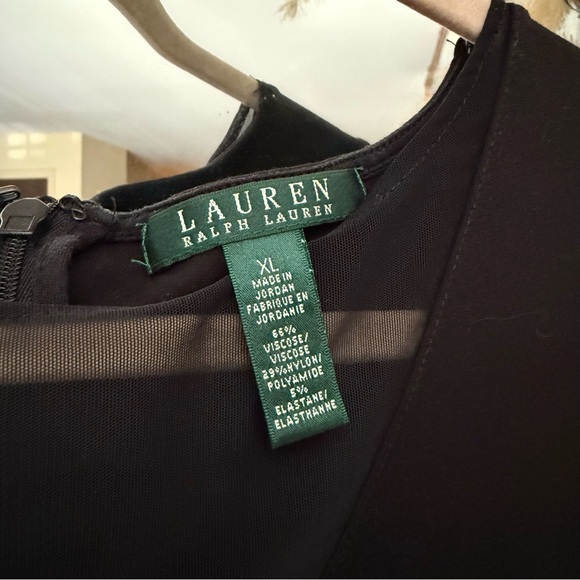 LAUREN
RALPH LAUREN
XL
MADE IN
JORDAN
FABRIQUE EN
JORDANIE
66%
VISCOSE/
VISCOSE
29%NYLON/
POLYAMIDE
5%
ELASTANE/
ELASTHANNE